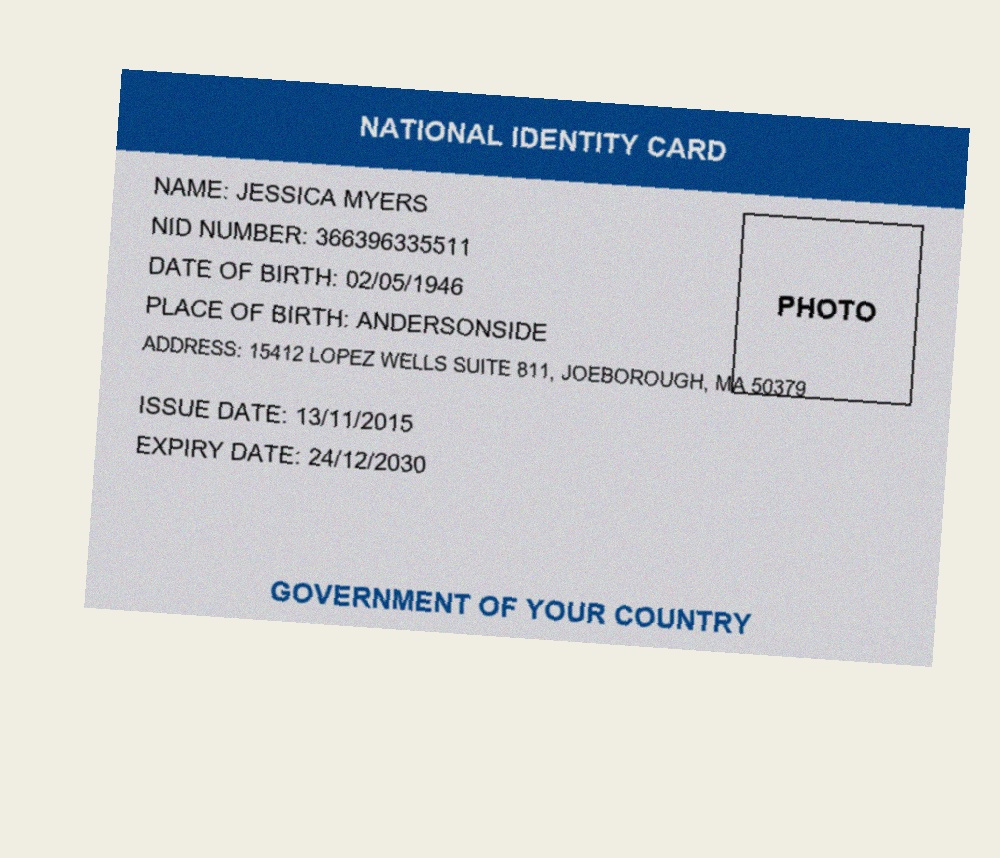 NATIONAL IDENTITY CARD
NAME: JESSICA MYERS
NID NUMBER: 366396335511
DATE OF BIRTH: 02/05/1946
PLACE OF BIRTH: ANDERSONSIDE
PHOTO
ADDRESS: 15412 LOPEZ WELLS SUITE 811, JOEBOROUGH, MA 50379
ISSUE DATE: 13/11/2015
EXPIRY DATE: 24/12/2030
GOVERNMENT OF YOUR COUNTRY